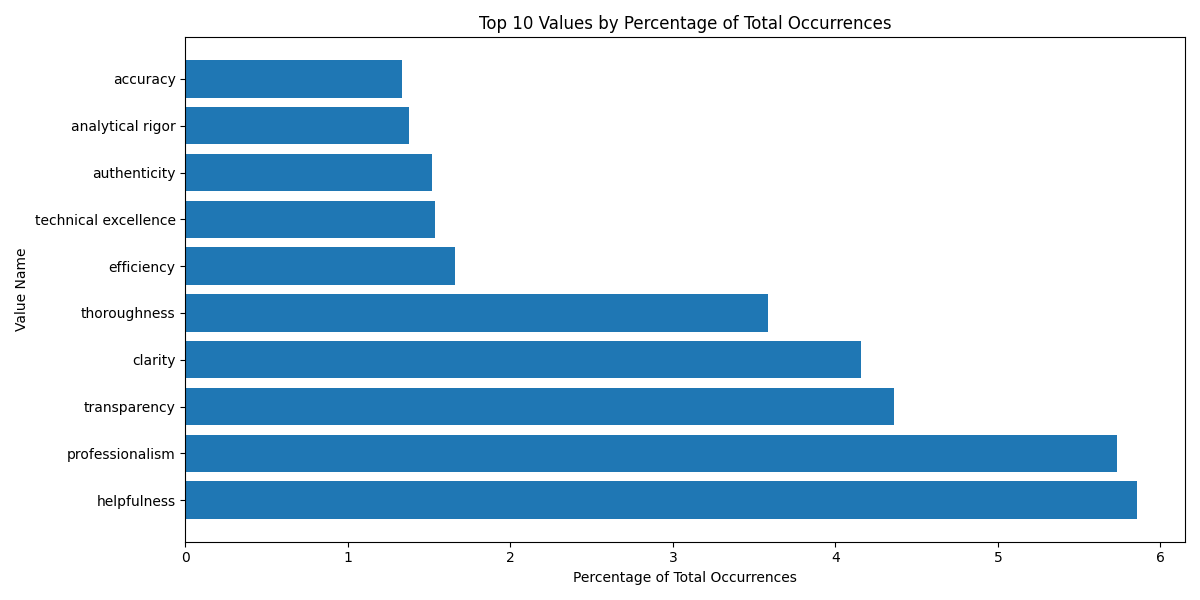 Top 10 Values by Percentage of Total Occurrences
Value Name
accuracy
analytical rigor
authenticity
technical excellence
efficiency
thoroughness
clarity
transparency
professionalism
helpfulness
0 1 2 3 4 5 6
Percentage of Total Occurrences